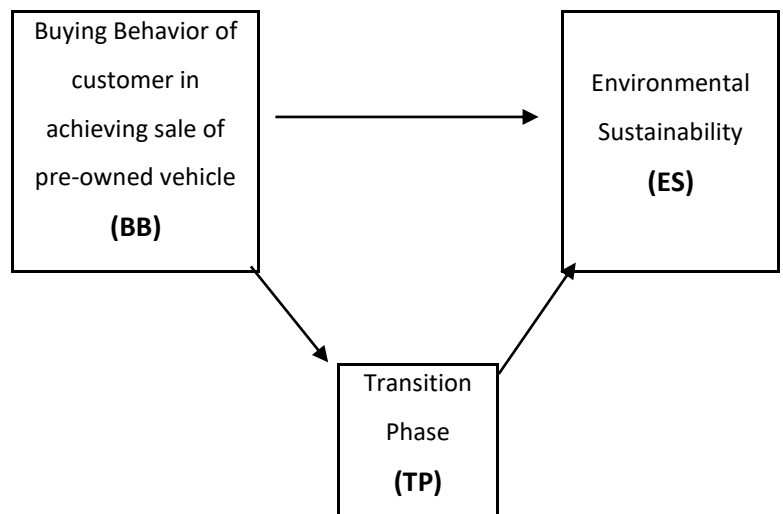 Buying Behavior of
customer in
achieving sale of
pre-owned vehicle
(BB)
Environmental
Sustainability
(ES)
Transition
Phase
(TP)